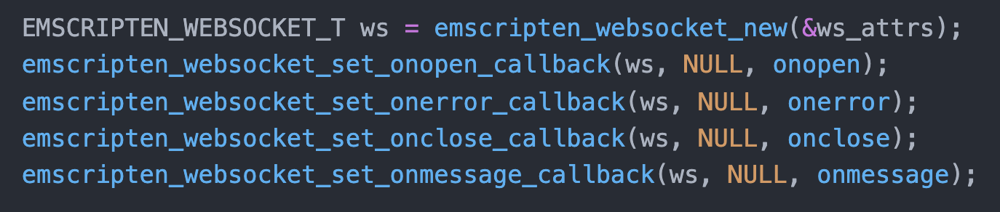 EMSCRIPTEN_WEBSOCKET_T ws = emscripten_websocket_new(&ws_attrs);
emscripten_websocket_set_onopen_callback(ws, NULL, onopen);
emscripten_websocket_set_onerror_callback(ws, NULL, onerror);
emscripten_websocket_set_onclose_callback(ws, NULL, onclose);
emscripten_websocket_set_onmessage_callback(ws, NULL, onmessage);